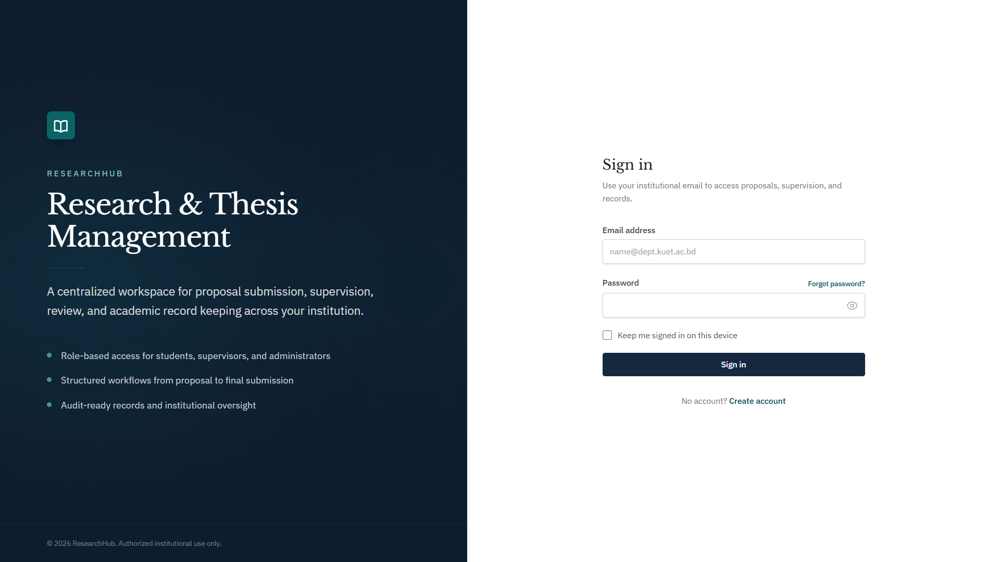 RESEARCHHUB
Research & Thesis
Management
A centralized workspace for proposal submission, supervision,
review, and academic record keeping across your institution.
Role-based access for students, supervisors, and administrators
Structured workflows from proposal to final submission
Audit-ready records and institutional oversight
© 2026 ResearchHub. Authorized institutional use only.
Sign in
Use your institutional email to access proposals, supervision, and
records.
Email address
name@dept.kuet.ac.bd
Password
Forgot password?
Keep me signed in on this device
Sign in
No account? Create account